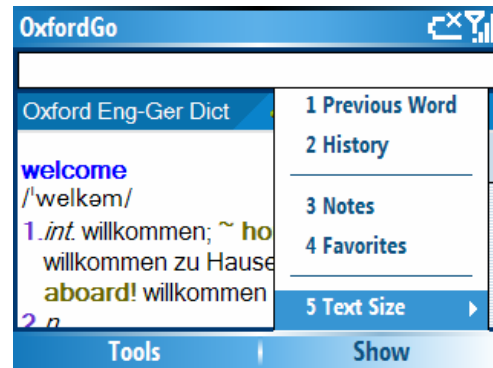 OxfordGo
Oxford Eng-Ger Dict
welcome
/'welkəm/
1.int. willkommen; ~ ho
willkommen zu Hause
aboard! willkommen
2.n
1 Previous Word
2 History
3 Notes
4 Favorites
5 Text Size
Tools
Show